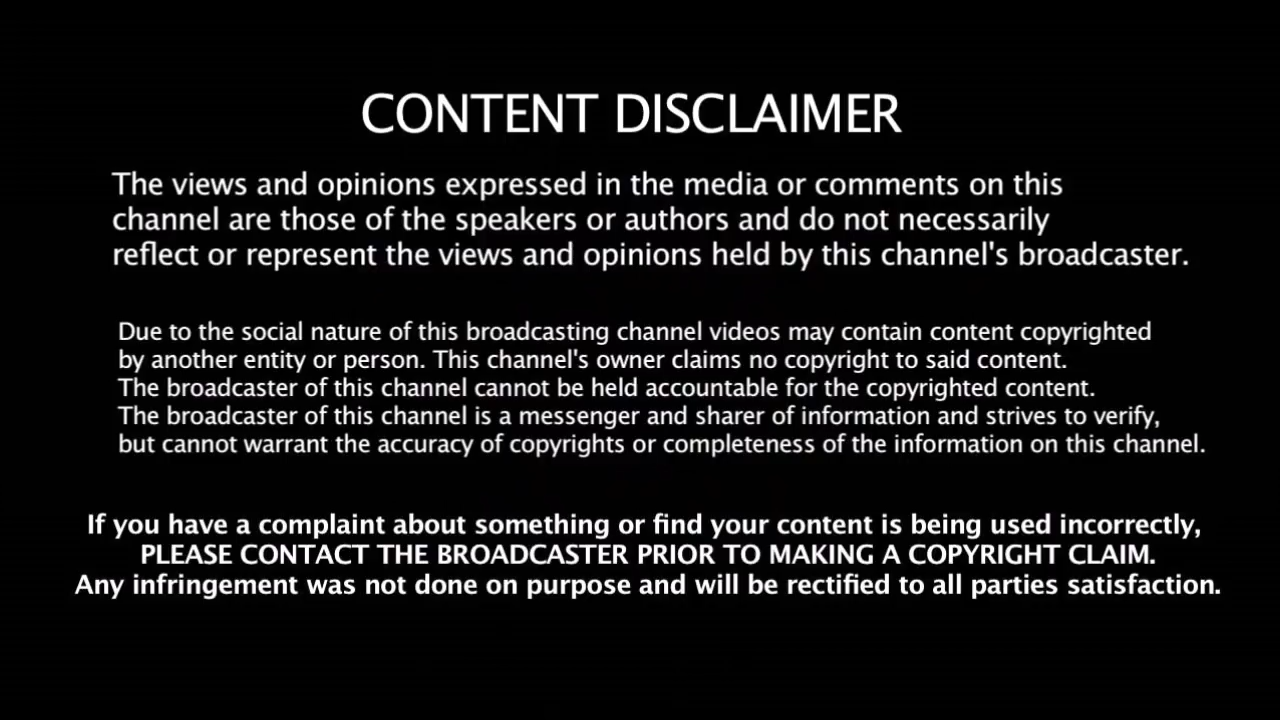 CONTENT DISCLAIMER
The views and opinions expressed in the media or comments on this
channel are those of the speakers or authors and do not necessarily
reflect or represent the views and opinions held by this channel's broadcaster.
Due to the social nature of this broadcasting channel videos may contain content copyrighted
by another entity or person. This channel's owner claims no copyright to said content.
The broadcaster of this channel cannot be held accountable for the copyrighted content.
The broadcaster of this channel is a messenger and sharer of information and strives to verify,
but cannot warrant the accuracy of copyrights or completeness of the information on this channel.
If you have a complaint about something or find your content is being used incorrectly,
PLEASE CONTACT THE BROADCASTER PRIOR TO MAKING A COPYRIGHT CLAIM.
Any infringement was not done on purpose and will be rectified to all parties satisfaction.